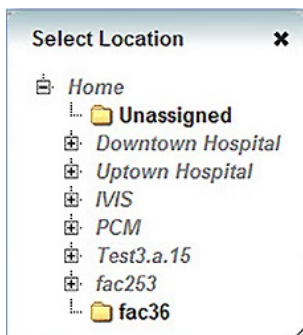 Select Location
Home
Unassigned
Downtown Hospital
Uptown Hospital
IVIS
PCM
Test3.a.15
fac253
fac36